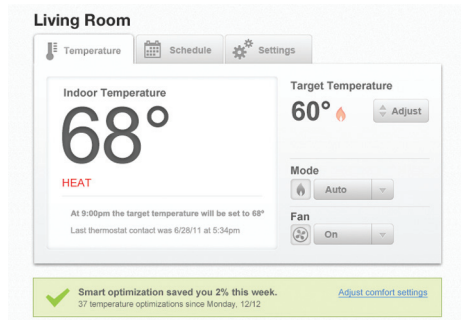 Living Room
Temperature
Schedule
Settings
Indoor Temperature
68°
HEAT
At 9:00pm the target temperature will be set to 68°
Last thermostat contact was 6/28/11 at 5:34pm
Target Temperature
60°
Adjust
Mode
Auto
Fan
On
Smart optimization saved you 2% this week.
37 temperature optimizations since Monday, 12/12
Adjust comfort settings